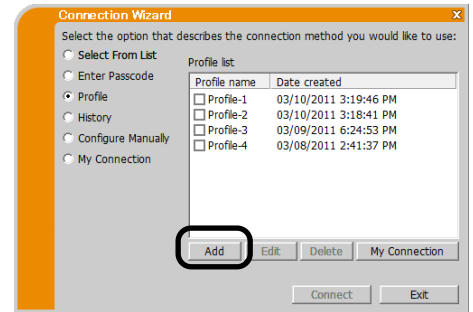 Connection Wizard
Select the option that describes the connection method you would like to use:
Select From List
Enter Passcode
Profile
History
Configure Manually
My Connection
Profile list
Profile name Date created
Profile-1 03/10/2011 3:19:46 PM
Profile-2 03/10/2011 3:18:41 PM
Profile-3 03/09/2011 6:24:53 PM
Profile-4 03/08/2011 2:41:37 PM
Add Edit Delete My Connection
Connect Exit